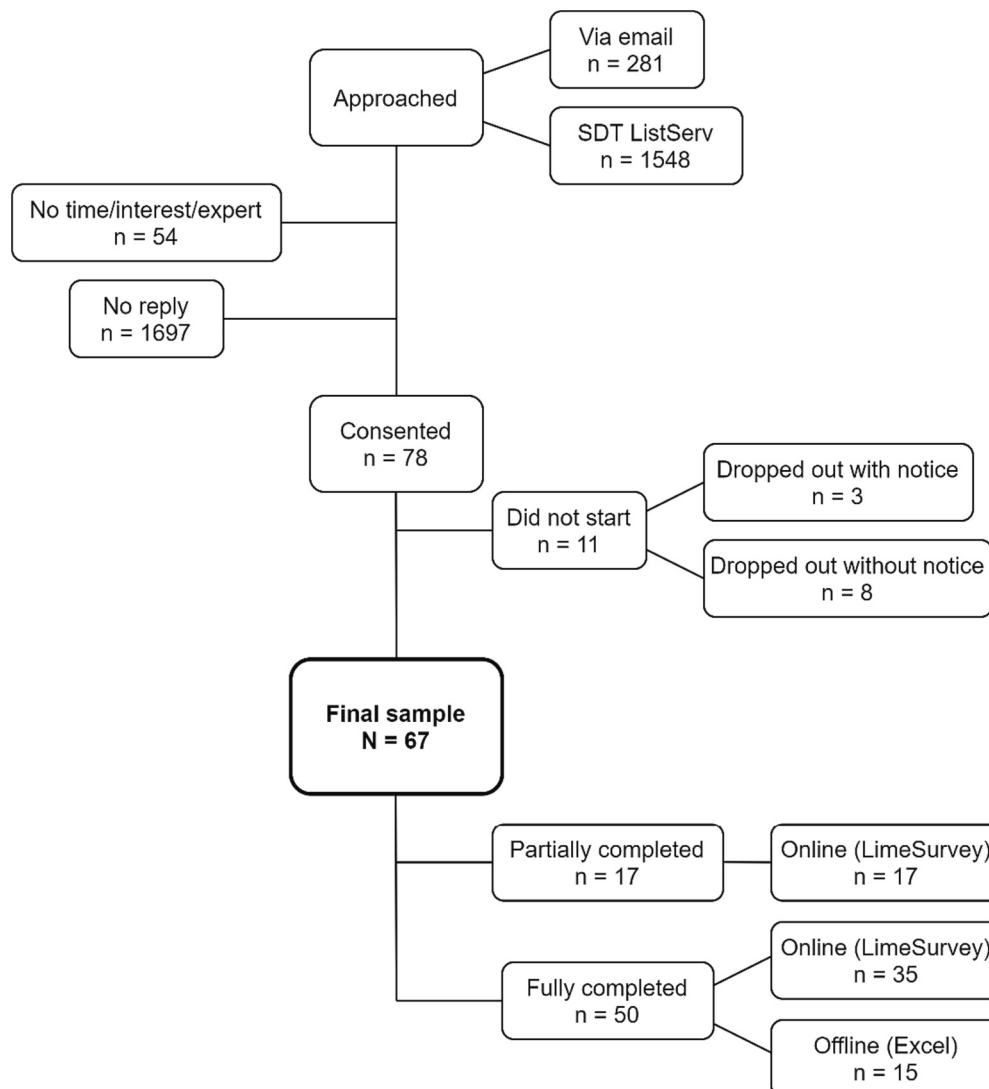 Via email
n = 281
Approached
SDT ListServ
n = 1548
No time/interest/expert
n = 54
No reply
n = 1697
Consented
n = 78
Dropped out with notice
n = 3
Did not start
n = 11
Dropped out without notice
n = 8
Final sample
N = 67
Partially completed
n = 17
Online (LimeSurvey)
n = 17
Online (LimeSurvey)
n = 35
Fully completed
n = 50
Offline (Excel)
n = 15